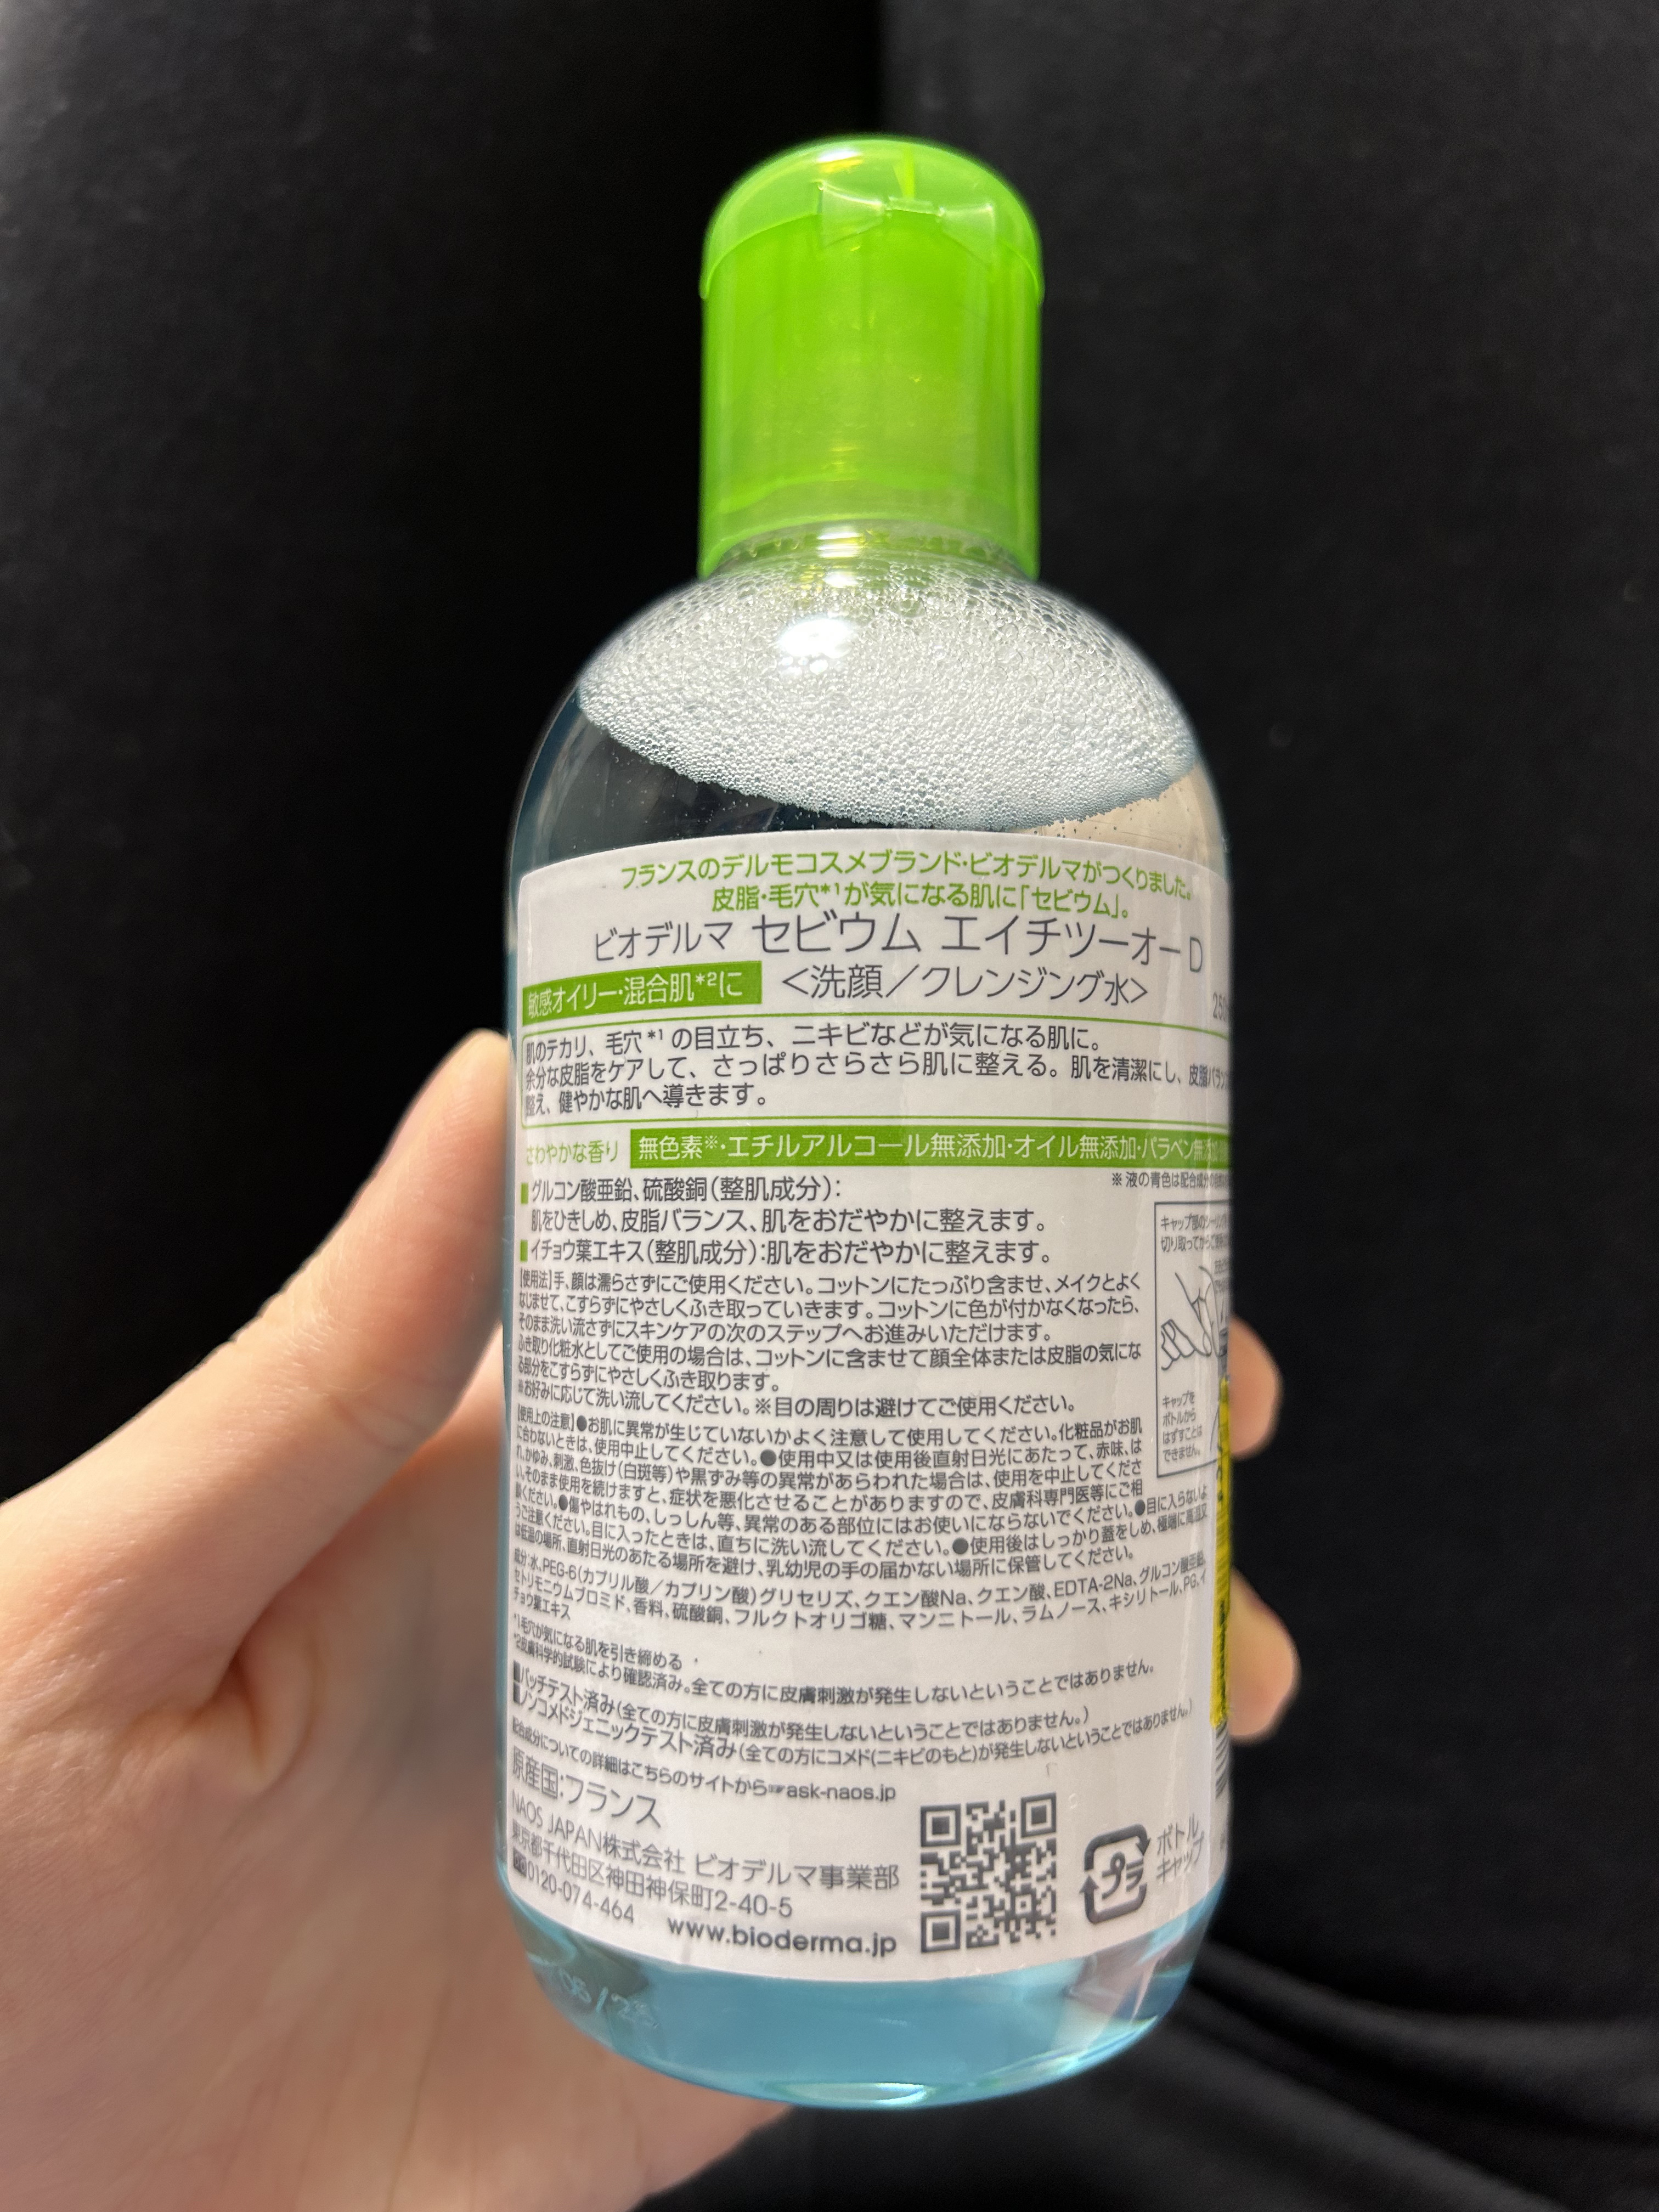 フランスのデルモコスメブランド・ビオデルマがつくりました。
皮脂・毛穴*1が気になる肌に「セビウム」。
ビオデルマ セビウム エイチツーオー D
敏感オイリー・混合肌*2に <洗顔／クレンジング水>
肌のテカリ、毛穴*1の目立ち、ニキビなどが気になる肌に。
余分な皮脂をケアして、さっぱりさらさら肌に整える。肌を清潔にし、皮脂バラン
整え、健やかな肌へ導きます。
さわやかな香り 無色素※・エチルアルコール無添加・オイル無添加・パラベン無添加
※液の青色は配合成分
■グルコン酸亜鉛、硫酸銅（整肌成分）：
肌をひきしめ、皮脂バランス、肌をおだやかに整えます。
■イチョウ葉エキス（整肌成分）：肌をおだやかに整えます。
【使用法】手、顔は濡らさずにご使用ください。コットンにたっぷり含ませ、メイクとよく
なじませて、こすらずにやさしくふき取っていきます。コットンに色が付かなくなったら、
そのまま洗い流さずにスキンケアの次のステップへお進みいただけます。
ふき取り化粧水としてご使用の場合は、コットンに含ませて顔全体または皮脂の気にな
る部分をこすらずにやさしくふき取ります。
※お好みに応じて洗い流してください。※目の周りは避けてご使用ください。
キャップ部の
切り取ってから
キャップを
ボトルから
はずすことは
できません。
【使用上の注意】●お肌に異常が生じていないかよく注意して使用してください。化粧品がお肌
に合わないときは、使用中止してください。●使用中又は使用後直射日光にあたって、赤味、は
れ、かゆみ、刺激、色抜け（白斑等）や黒ずみ等の異常があらわれた場合は、使用を中止してくださ
い。そのまま使用を続けますと、症状を悪化させることがありますので、皮膚科専門医等にご相
談ください。●傷やはれもの、しっしん等、異常のある部位にはお使いにならないでください。●目に入らないよ
うご注意ください。目に入ったときは、直ちに洗い流してください。●使用後はしっかり蓋をしめ、極端に高温又
は低温の場所、直射日光のあたる場所を避け、乳幼児の手の届かない場所に保管してください。
成分：水、PEG-6（カプリル酸／カプリン酸）グリセリズ、クエン酸Na、クエン酸、EDTA-2Na、グルコン酸亜鉛、
セトリモニウムブロミド、香料、硫酸銅、フルクトオリゴ糖、マンニトール、ラムノース、キシリトール、PG、イ
チョウ葉エキス
*1毛穴が気になる肌を引き締める
*2皮膚科学的試験により確認済み。全ての方に皮膚刺激が発生しないということではありません。
■パッチテスト済み（全ての方に皮膚刺激が発生しないということではありません。）
■ノンコメドジェニックテスト済み（全ての方にコメド（ニキビのもと）が発生しないということではありません。）
配合成分についての詳細はこちらのサイトから☞ask-naos.jp
原産国：フランス
NAOS JAPAN株式会社 ビオデルマ事業部
東京都千代田区神田神保町2-40-5
0120-074-464 www.bioderma.jp
プラ ボトル
キャップ